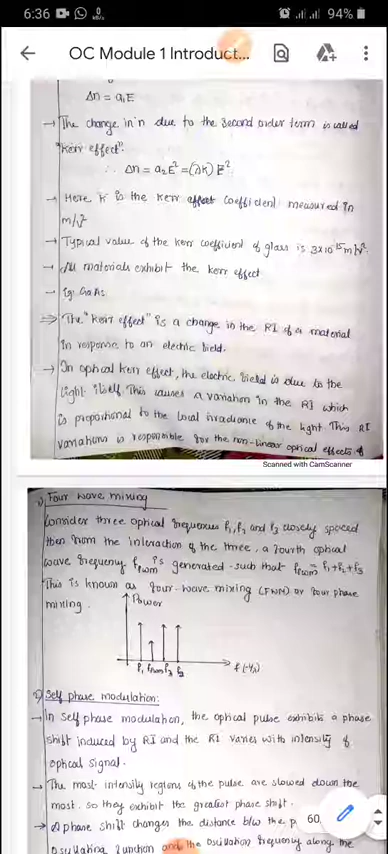 6:36 0 KB/s 94%
OC Module 1 Introduct...
Δn = a₁E
→ The change in 'n' due to the second order term is called
"Kerr effect".
∴ Δn = a₂E² = (λK) E²
→ Here K is the Kerr effect coefficient measured in
m/v²
→ Typical value of the Kerr coefficient of glass is 3x10⁻¹⁵ m/v².
→ All materials exhibit the Kerr effect
→ Eg: GaAs
⇒ The "Kerr effect" is a change in the RI of a material
in response to an electric field.
→ In optical Kerr effect, the electric field is due to the
light itself. This causes a variation in the RI which
is proportional to the local irradiance of the light. This RI
variation is responsible for the non-linear optical effects of
Scanned with CamScanner
Four wave mixing
Consider three optical frequencies f₁, f₂ and f₃ closely spaced
then from the interaction of the three, a fourth optical
wave frequency f_FWM is generated such that f_FWM = f₁ + f₂ + f₃
This is known as four-wave mixing (FWM) or four phase
mixing.
Power
f₁ f_FWM f₃ f₂ f
Self phase modulation:
→ In self phase modulation, the optical pulse exhibits a phase
shift induced by RI and the RI varies with intensity of
optical signal.
→ The most intensity regions of the pulse are slowed down the
most. so they exhibit the greatest phase shift.
→ A phase shift changes the distance b/w the p 60,
oscillating function and the oscillation frequency along the